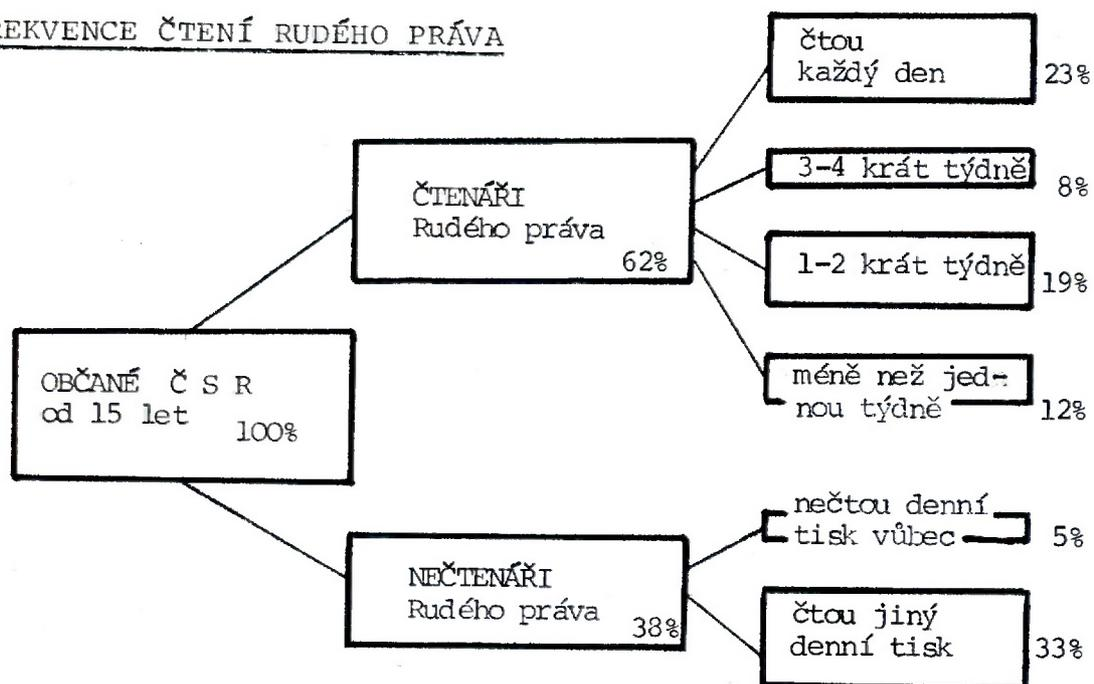 REKVENCE ČTENÍ RUDÉHO PRÁVA
čtou
každý den 23%
3-4 krát týdně 8%
ČTENÁŘI
Rudého práva
62%
1-2 krát týdně 19%
méně než jed-
nou týdně 12%
OBČANÉ Č S R
od 15 let
100%
nečtou denní
tisk vůbec 5%
NEČTENÁŘI
Rudého práva
38%
čtou jiný
denní tisk 33%